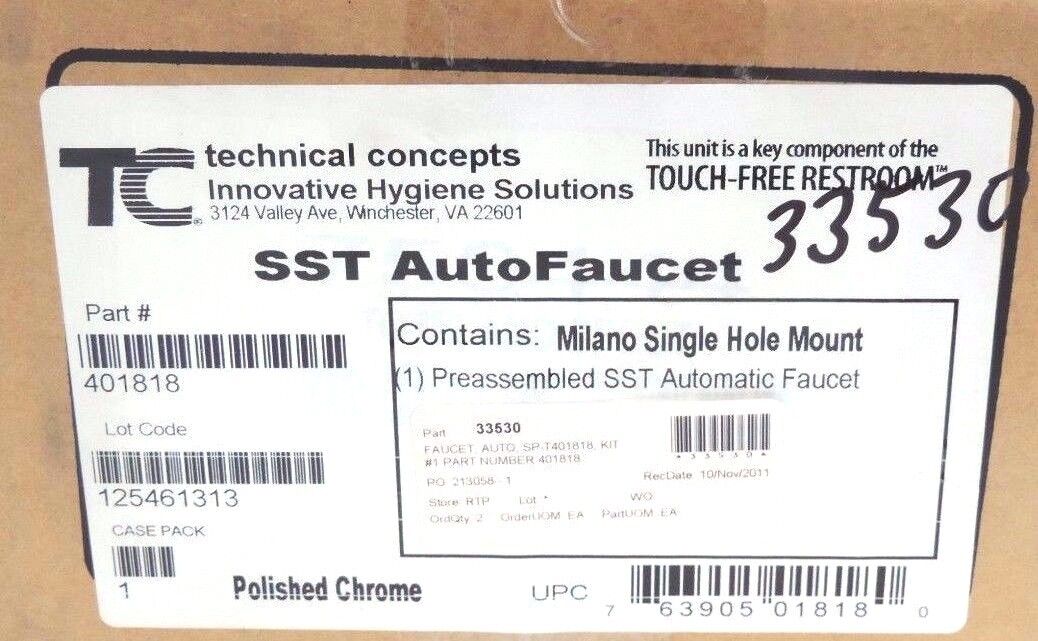 TC® technical concepts
Innovative Hygiene Solutions
3124 Valley Ave, Winchester, VA 22601
This unit is a key component of the
TOUCH-FREE RESTROOM™
33530
SST AutoFaucet
Part #
401818
Lot Code
125461313
CASE PACK
1
Contains: Milano Single Hole Mount
(1) Preassembled SST Automatic Faucet
Part 33530
FAUCET, AUTO, SP-T401818, KIT
#1 PART NUMBER 401818
*33530*
PO 213058-1
RecDate 10/Nov/2011
Store RTP Lot * WO
OrdQty 2 OrderUOM EA PartUOM EA
Polished Chrome
UPC 7 63905 01818 0